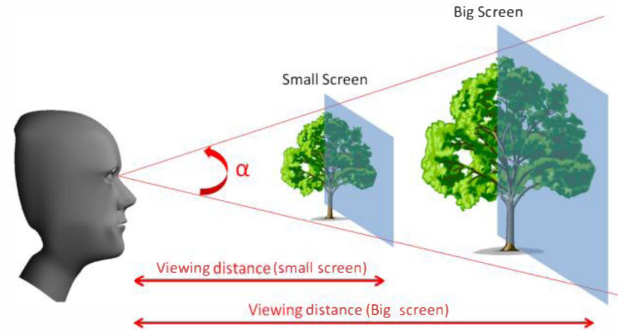 Big Screen
Small Screen
α
Viewing distance (small screen)
Viewing distance (Big screen)